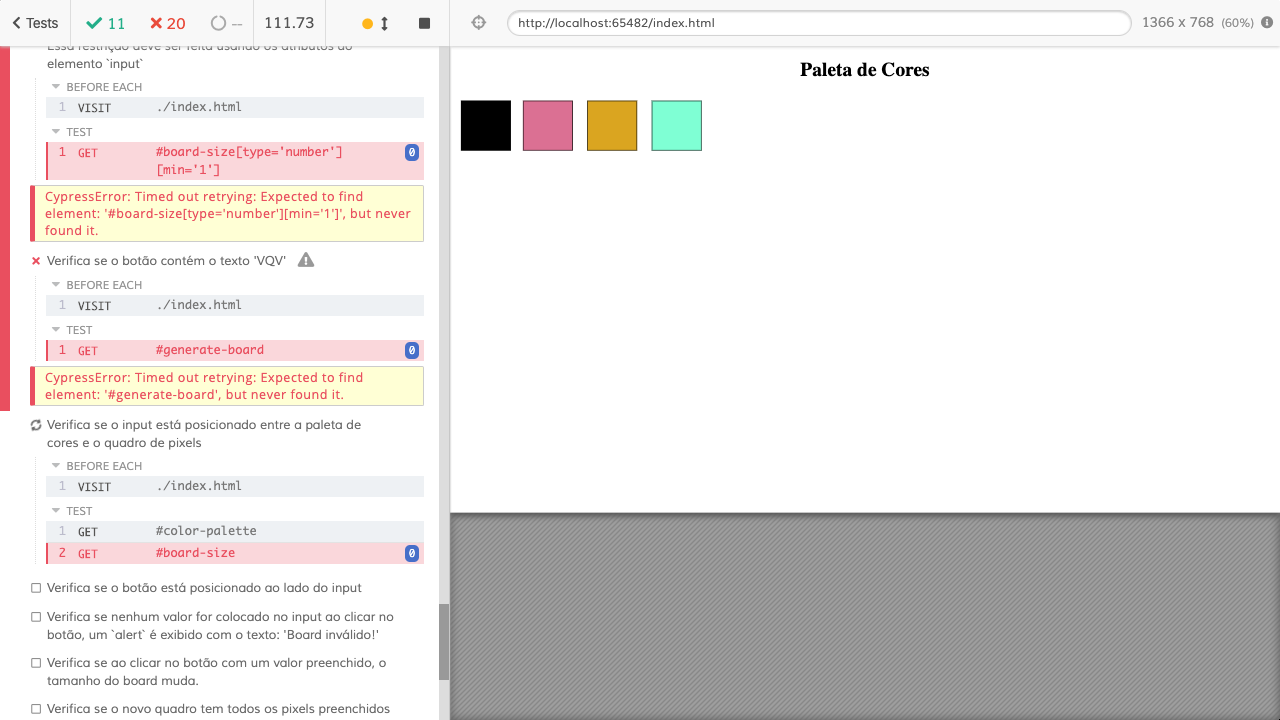 Tests
11
20
--
111.73
http://localhost:65482/index.html
1366 x 768 (60%)
Essa restrição deve ser feita usando os atributos do
elemento `input`
BEFORE EACH
1 VISIT ./index.html
TEST
1 GET #board-size[type='number']
[min='1'] 0
CypressError: Timed out retrying: Expected to find
element: '#board-size[type='number'][min='1']', but never
found it.
Verifica se o botão contém o texto 'VQV'
BEFORE EACH
1 VISIT ./index.html
TEST
1 GET #generate-board 0
CypressError: Timed out retrying: Expected to find
element: '#generate-board', but never found it.
Verifica se o input está posicionado entre a paleta de
cores e o quadro de pixels
BEFORE EACH
1 VISIT ./index.html
TEST
1 GET #color-palette
2 GET #board-size 0
Verifica se o botão está posicionado ao lado do input
Verifica se nenhum valor for colocado no input ao clicar no
botão, um `alert` é exibido com o texto: 'Board inválido!'
Verifica se ao clicar no botão com um valor preenchido, o
tamanho do board muda.
Verifica se o novo quadro tem todos os pixels preenchidos
Paleta de Cores